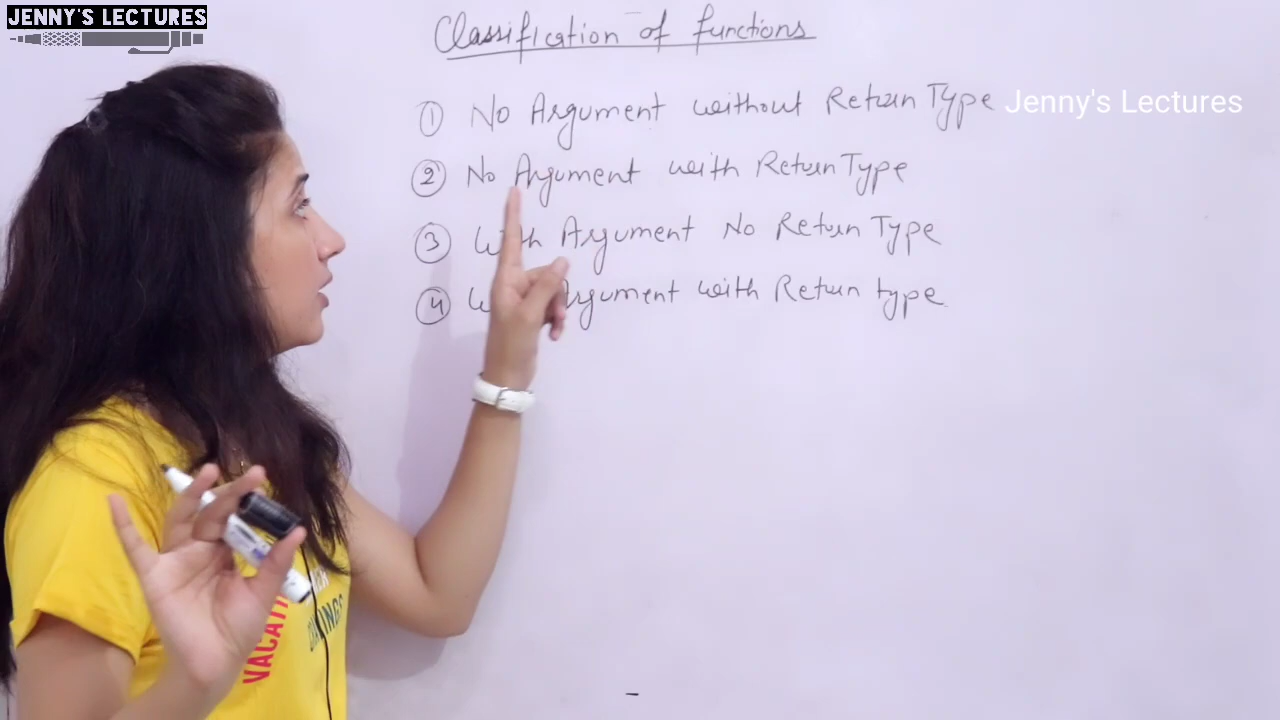 JENNY'S LECTURES
Classification of functions
① No Argument without Return Type
Jenny's Lectures
② No Argument with Return Type
③ With Argument No Return Type
④ Argument with Return type
VACATI